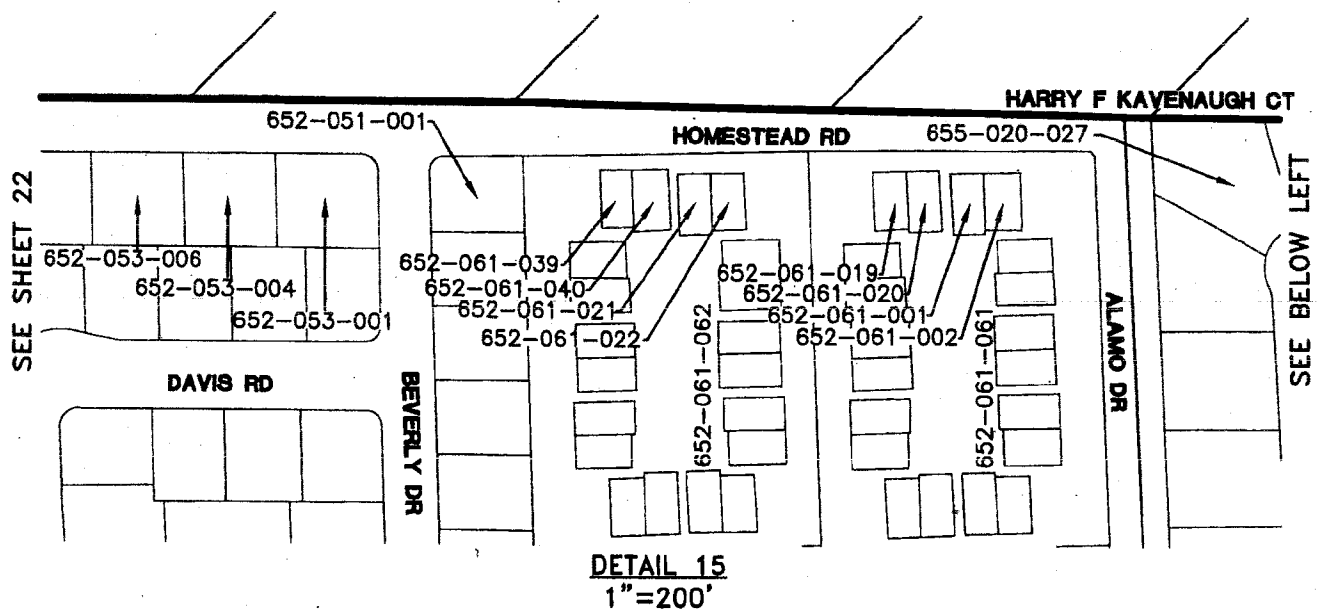 HARRY F KAVENAUGH CT
652-051-001
HOMESTEAD RD
655-020-027
SEE SHEET 22
652-053-006
652-053-004
652-053-001
652-061-039
652-061-040
652-061-021
652-061-022
652-061-062
652-061-019
652-061-020
652-061-001
652-061-002
652-061-061
ALAMO DR
SEE BELOW LEFT
DAVIS RD
BEVERLY DR
DETAIL 15
1"=200'